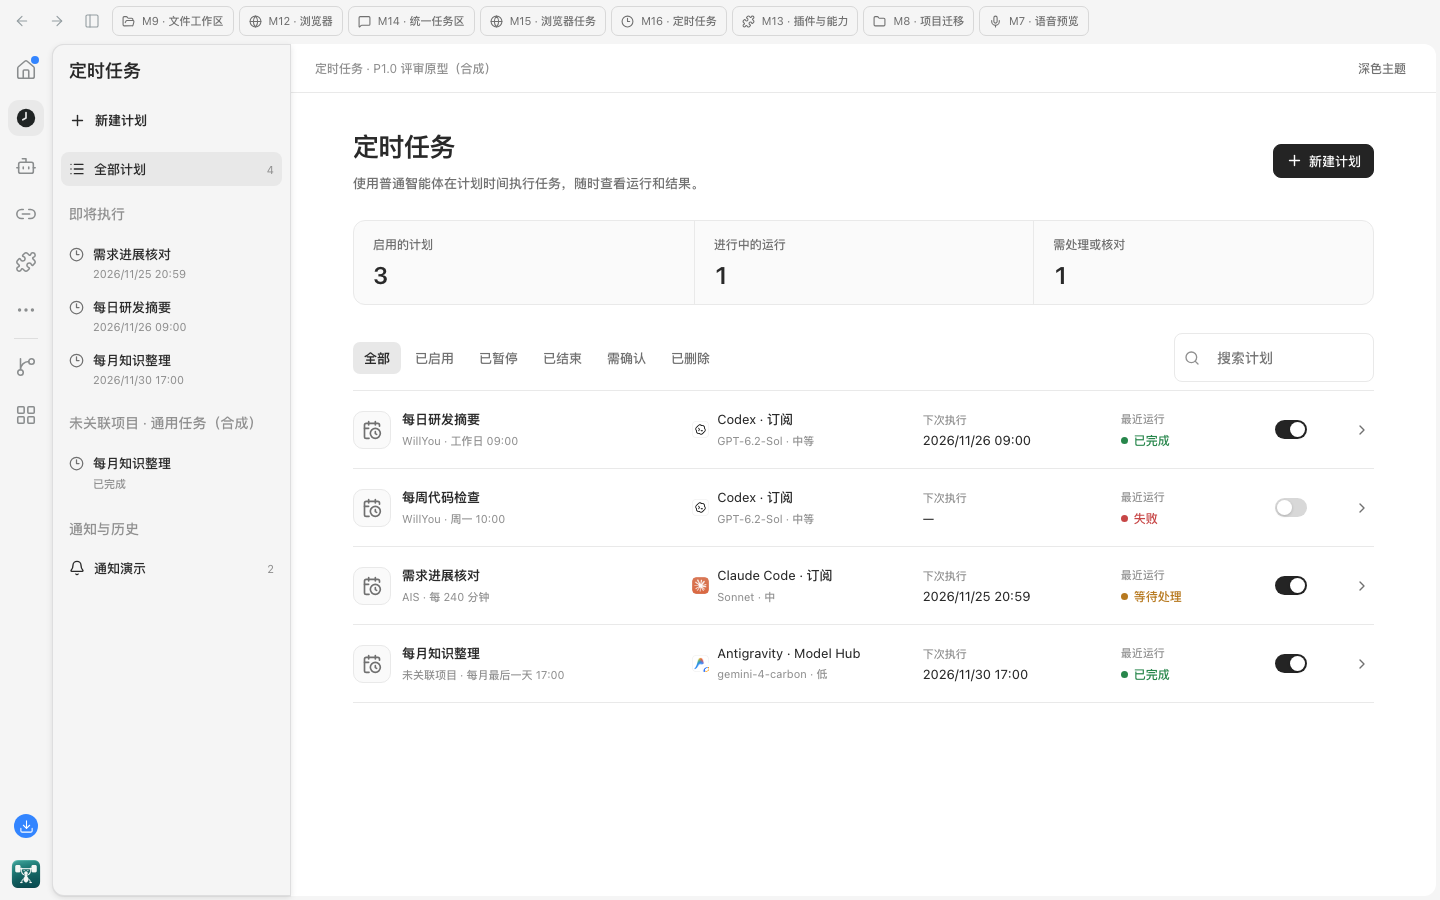 M9 · 文件工作区
M12 · 浏览器
M14 · 统一任务区
M15 · 浏览器任务
M16 · 定时任务
M13 · 插件与能力
M8 · 项目迁移
M7 · 语音预览
定时任务
新建计划
全部计划 4
即将执行
需求进展核对
2026/11/25 20:59
每日研发摘要
2026/11/26 09:00
每月知识整理
2026/11/30 17:00
未关联项目 · 通用任务（合成）
每月知识整理
已完成
通知与历史
通知演示 2
定时任务 · P1.0 评审原型（合成）
深色主题
定时任务
使用普通智能体在计划时间执行任务，随时查看运行和结果。
新建计划
启用的计划
3
进行中的运行
1
需处理或核对
1
全部 已启用 已暂停 已结束 需确认 已删除
搜索计划
每日研发摘要
WillYou · 工作日 09:00
Codex · 订阅
GPT-6.2-Sol · 中等
下次执行
2026/11/26 09:00
最近运行
已完成
每周代码检查
WillYou · 周一 10:00
Codex · 订阅
GPT-6.2-Sol · 中等
下次执行
—
最近运行
失败
需求进展核对
AIS · 每 240 分钟
Claude Code · 订阅
Sonnet · 中
下次执行
2026/11/25 20:59
最近运行
等待处理
每月知识整理
未关联项目 · 每月最后一天 17:00
Antigravity · Model Hub
gemini-4-carbon · 低
下次执行
2026/11/30 17:00
最近运行
已完成